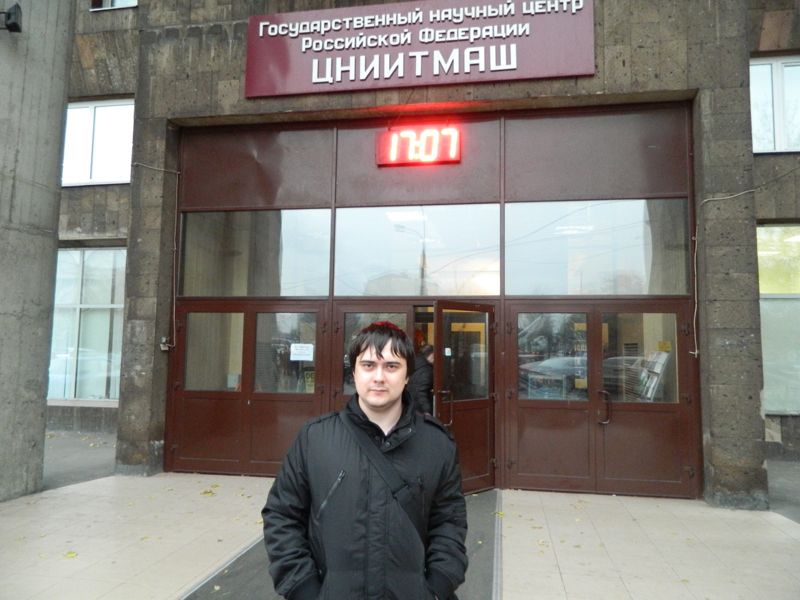 Государственный научный центр
Российской Федерации
ЦНИИТМАШ
17:07